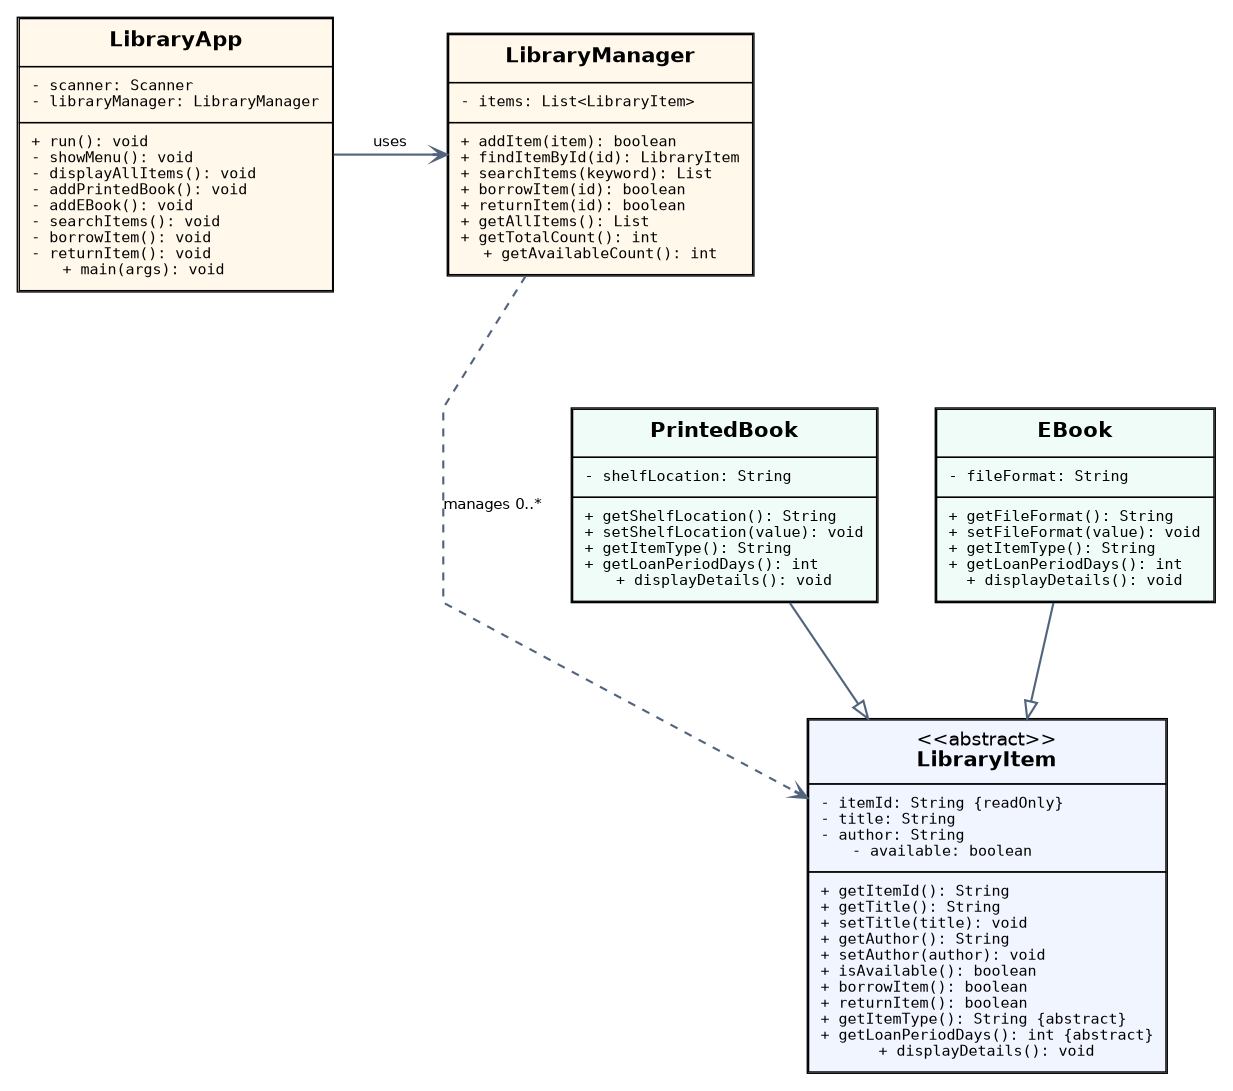 LibraryApp
- scanner: Scanner
- libraryManager: LibraryManager
+ run(): void
- showMenu(): void
- displayAllItems(): void
- addPrintedBook(): void
- addEBook(): void
- searchItems(): void
- borrowItem(): void
- returnItem(): void
+ main(args): void
uses
LibraryManager
- items: List<LibraryItem>
+ addItem(item): boolean
+ findItemById(id): LibraryItem
+ searchItems(keyword): List
+ borrowItem(id): boolean
+ returnItem(id): boolean
+ getAllItems(): List
+ getTotalCount(): int
+ getAvailableCount(): int
manages 0..*
PrintedBook
- shelfLocation: String
+ getShelfLocation(): String
+ setShelfLocation(value): void
+ getItemType(): String
+ getLoanPeriodDays(): int
+ displayDetails(): void
EBook
- fileFormat: String
+ getFileFormat(): String
+ setFileFormat(value): void
+ getItemType(): String
+ getLoanPeriodDays(): int
+ displayDetails(): void
<<abstract>>
LibraryItem
- itemId: String {readOnly}
- title: String
- author: String
- available: boolean
+ getItemId(): String
+ getTitle(): String
+ setTitle(title): void
+ getAuthor(): String
+ setAuthor(author): void
+ isAvailable(): boolean
+ borrowItem(): boolean
+ returnItem(): boolean
+ getItemType(): String {abstract}
+ getLoanPeriodDays(): int {abstract}
+ displayDetails(): void